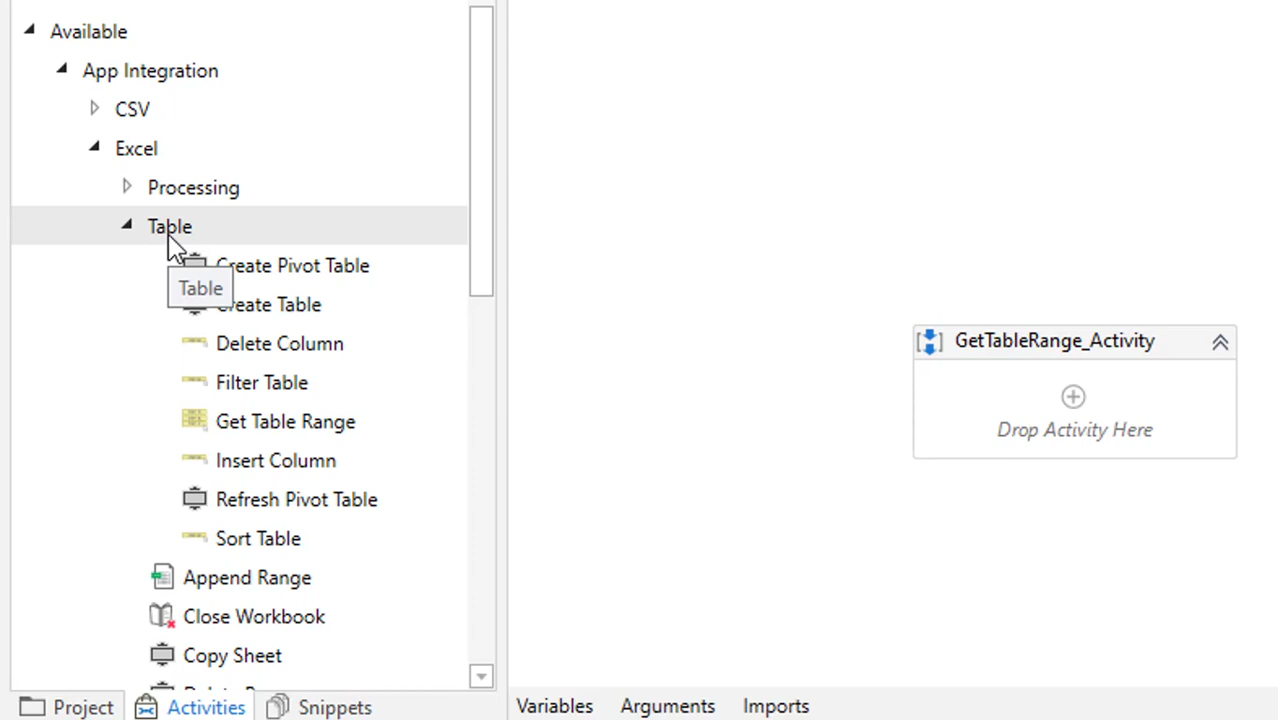 Available
App Integration
CSV
Excel
Processing
Table
Create Pivot Table
Table
Create Table
Delete Column
Filter Table
Get Table Range
Insert Column
Refresh Pivot Table
Sort Table
Append Range
Close Workbook
Copy Sheet
Project
Activities
Snippets
GetTableRange_Activity
Drop Activity Here
Variables
Arguments
Imports